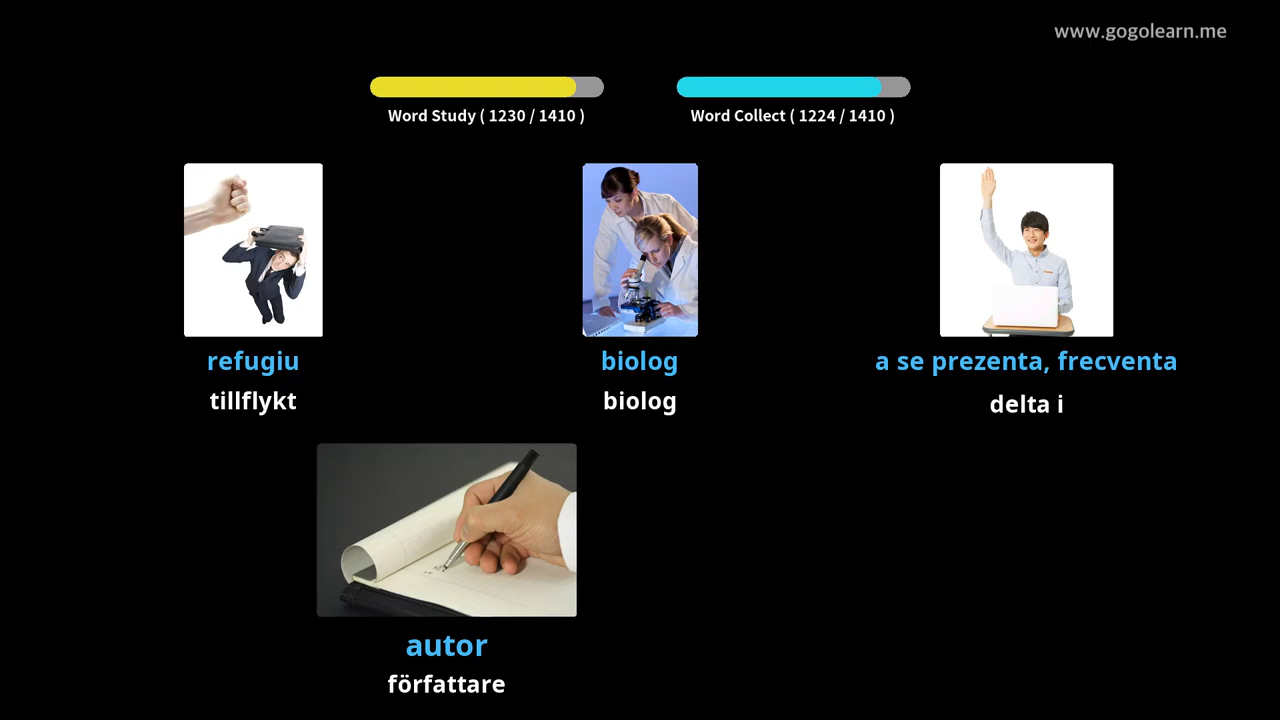 www.gogolearn.me
Word Study ( 1230 / 1410 )
Word Collect ( 1224 / 1410 )
refugiu
tillflykt
biolog
biolog
a se prezenta, frecventa
delta i
autor
författare